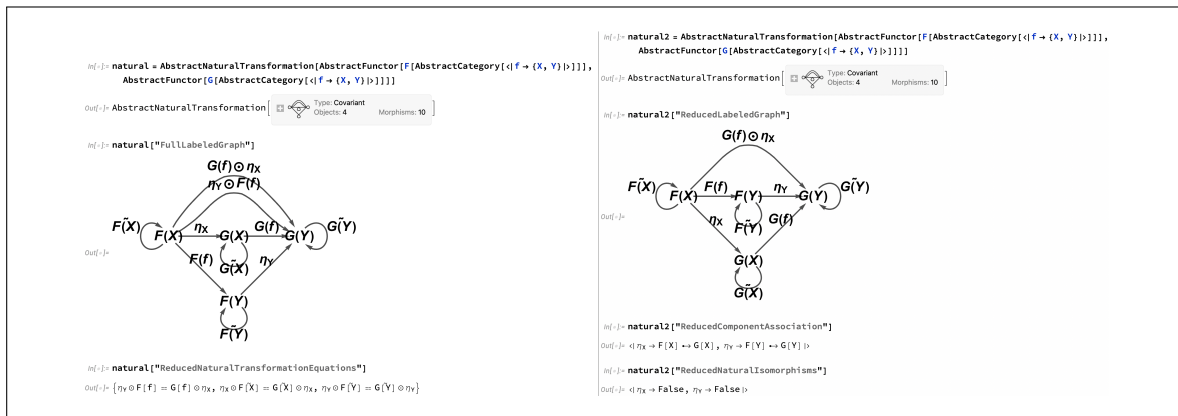 In[◦]:= natural = AbstractNaturalTransformation[AbstractFunctor[F[AbstractCategory[<|f → {X, Y}|>]]],
AbstractFunctor[G[AbstractCategory[<|f → {X, Y}|>]]]]
Out[◦]= AbstractNaturalTransformation[ Type: Covariant
Objects: 4 Morphisms: 10 ]
In[◦]:= natural["FullLabeledGraph"]
G(f)⊙ηX
ηY⊙F(f)
F(X̃) F(X) ηX G(X) G(f) G(Y) G(Ỹ)
Out[◦]=
F(f) G(X̃) ηY
F(Y)
F(Ỹ)
In[◦]:= natural["ReducedNaturalTransformationEquations"]
Out[◦]= {ηY⊙F[f] = G[f]⊙ηX, ηX⊙F[X̃] = G[X̃]⊙ηX, ηY⊙F[Ỹ] = G[Ỹ]⊙ηY}
In[◦]:= natural2 = AbstractNaturalTransformation[AbstractFunctor[F[AbstractCategory[<|f → {X, Y}|>]]],
AbstractFunctor[G[AbstractCategory[<|f → {X, Y}|>]]]]
Out[◦]= AbstractNaturalTransformation[ Type: Covariant
Objects: 4 Morphisms: 10 ]
In[◦]:= natural2["ReducedLabeledGraph"]
G(f)⊙ηX
F(X̃) F(X) F(f) F(Y) ηY G(Y) G(Ỹ)
Out[◦]=
ηX F(Ỹ) G(f)
G(X)
G(X̃)
In[◦]:= natural2["ReducedComponentAssociation"]
Out[◦]= <|ηX → F[X] ↔ G[X], ηY → F[Y] ↔ G[Y]|>
In[◦]:= natural2["ReducedNaturalIsomorphisms"]
Out[◦]= <|ηX → False, ηY → False|>